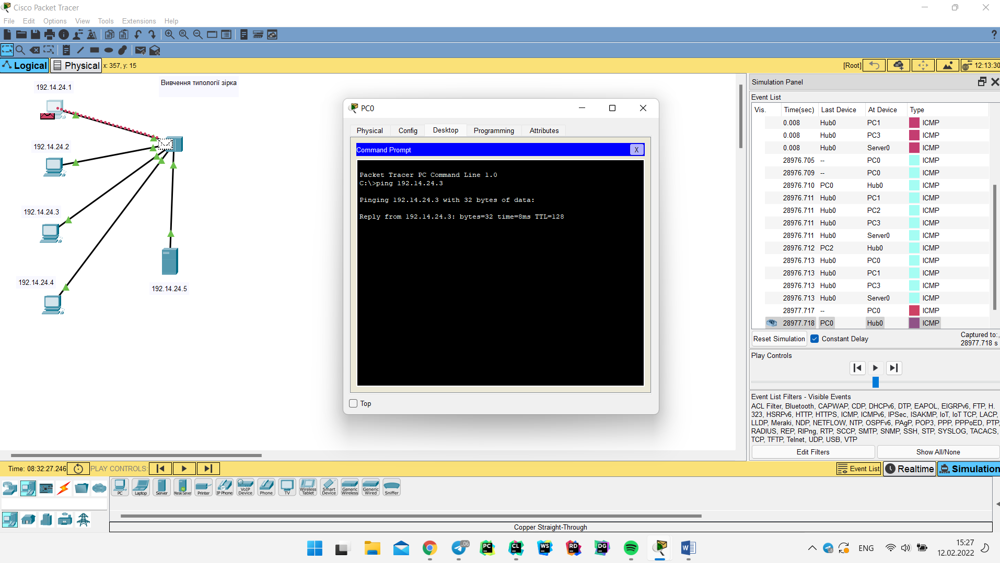 Cisco Packet Tracer
File Edit Options View Tools Extensions Help
?
Logical Physical x: 357, y: 15
[Root] 12:13:30
192.14.24.1
Вивчення типології зірка
192.14.24.2
192.14.24.3
192.14.24.4
192.14.24.5
PC0
Physical Config Desktop Programming Attributes
Command Prompt X
Packet Tracer PC Command Line 1.0
C:\>ping 192.14.24.3
Pinging 192.14.24.3 with 32 bytes of data:
Reply from 192.14.24.3: bytes=32 time=8ms TTL=128
Top
Simulation Panel
Event List
Vis. Time(sec) Last Device At Device Type
0.008 Hub0 PC1 ICMP
0.008 Hub0 PC3 ICMP
0.008 Hub0 Server0 ICMP
28976.705 -- PC0 ICMP
28976.709 -- PC0 ICMP
28976.710 PC0 Hub0 ICMP
28976.711 Hub0 PC1 ICMP
28976.711 Hub0 PC2 ICMP
28976.711 Hub0 PC3 ICMP
28976.711 Hub0 Server0 ICMP
28976.712 PC2 Hub0 ICMP
28976.713 Hub0 PC0 ICMP
28976.713 Hub0 PC1 ICMP
28976.713 Hub0 PC3 ICMP
28976.713 Hub0 Server0 ICMP
28977.717 -- PC0 ICMP
28977.718 PC0 Hub0 ICMP
Reset Simulation Constant Delay
Captured to:
28977.718 s
Play Controls
Event List Filters - Visible Events
ACL Filter, Bluetooth, CAPWAP, CDP, DHCPv6, DTP, EAPOL, EIGRPv6, FTP, H.
323, HSRPv6, HTTP, HTTPS, ICMP, ICMPv6, IPSec, ISAKMP, IoT, IoT TCP, LACP,
LLDP, Meraki, NDP, NETFLOW, NTP, OSPFv6, PAgP, POP3, PPP, PPPoED, PTP,
RADIUS, REP, RIPng, RTP, SCCP, SMTP, SNMP, SSH, STP, SYSLOG, TACACS,
TCP, TFTP, Telnet, UDP, USB, VTP
Edit Filters Show All/None
Time: 08:32:27.246 PLAY CONTROLS:
Event List Realtime Simulation
PC Laptop Server MerakiServer Printer IP Phone VoIP Device Phone TV Wireless Tablet Smart Device Generic Wireless Generic Wired Sniffer
Copper Straight-Through
..06
PC CL WS RD DG
ENG
15:27
12.02.2022